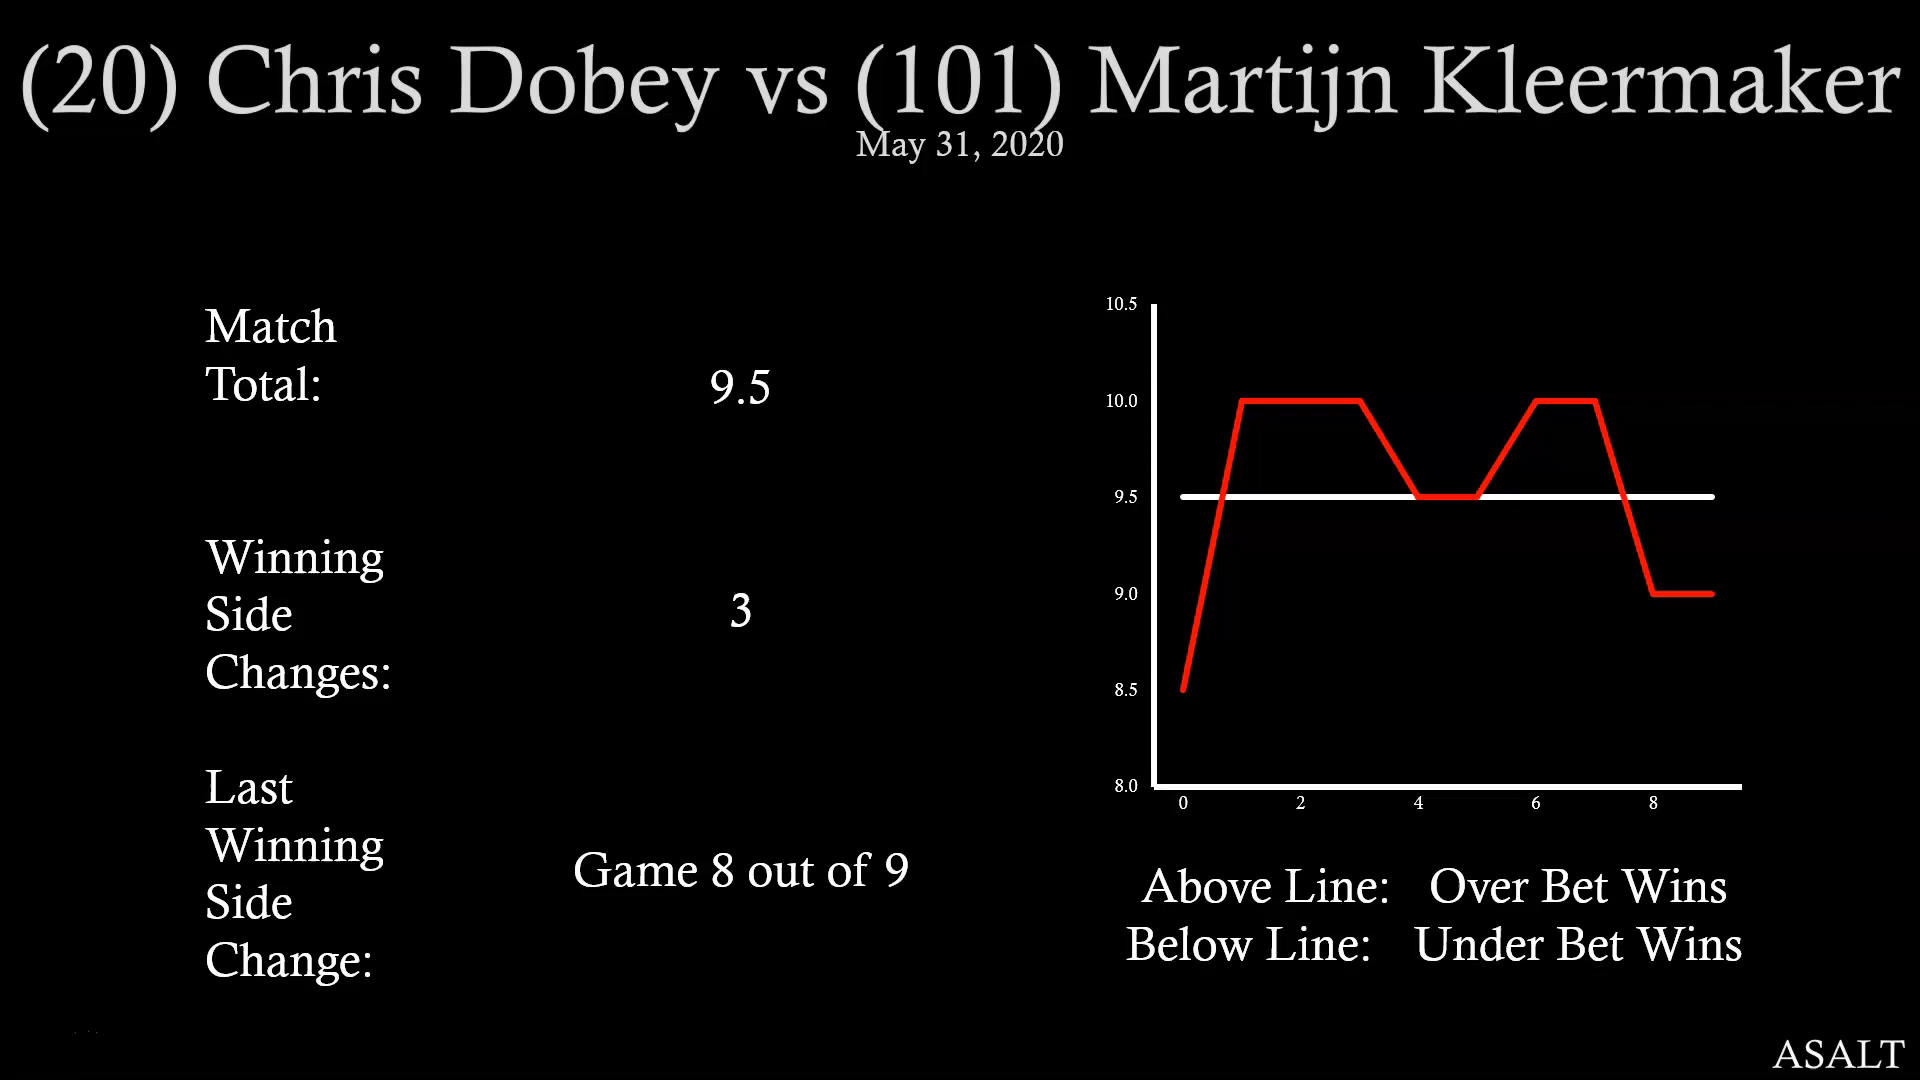 (20) Chris Dobey vs (101) Martijn Kleermaker
May 31, 2020
Match
Total:
9.5
Winning
Side
Changes:
3
Last
Winning
Side
Change:
Game 8 out of 9
10.5
10.0
9.5
9.0
8.5
8.0
0 2 4 6 8
Above Line: Over Bet Wins
Below Line: Under Bet Wins
ASALT